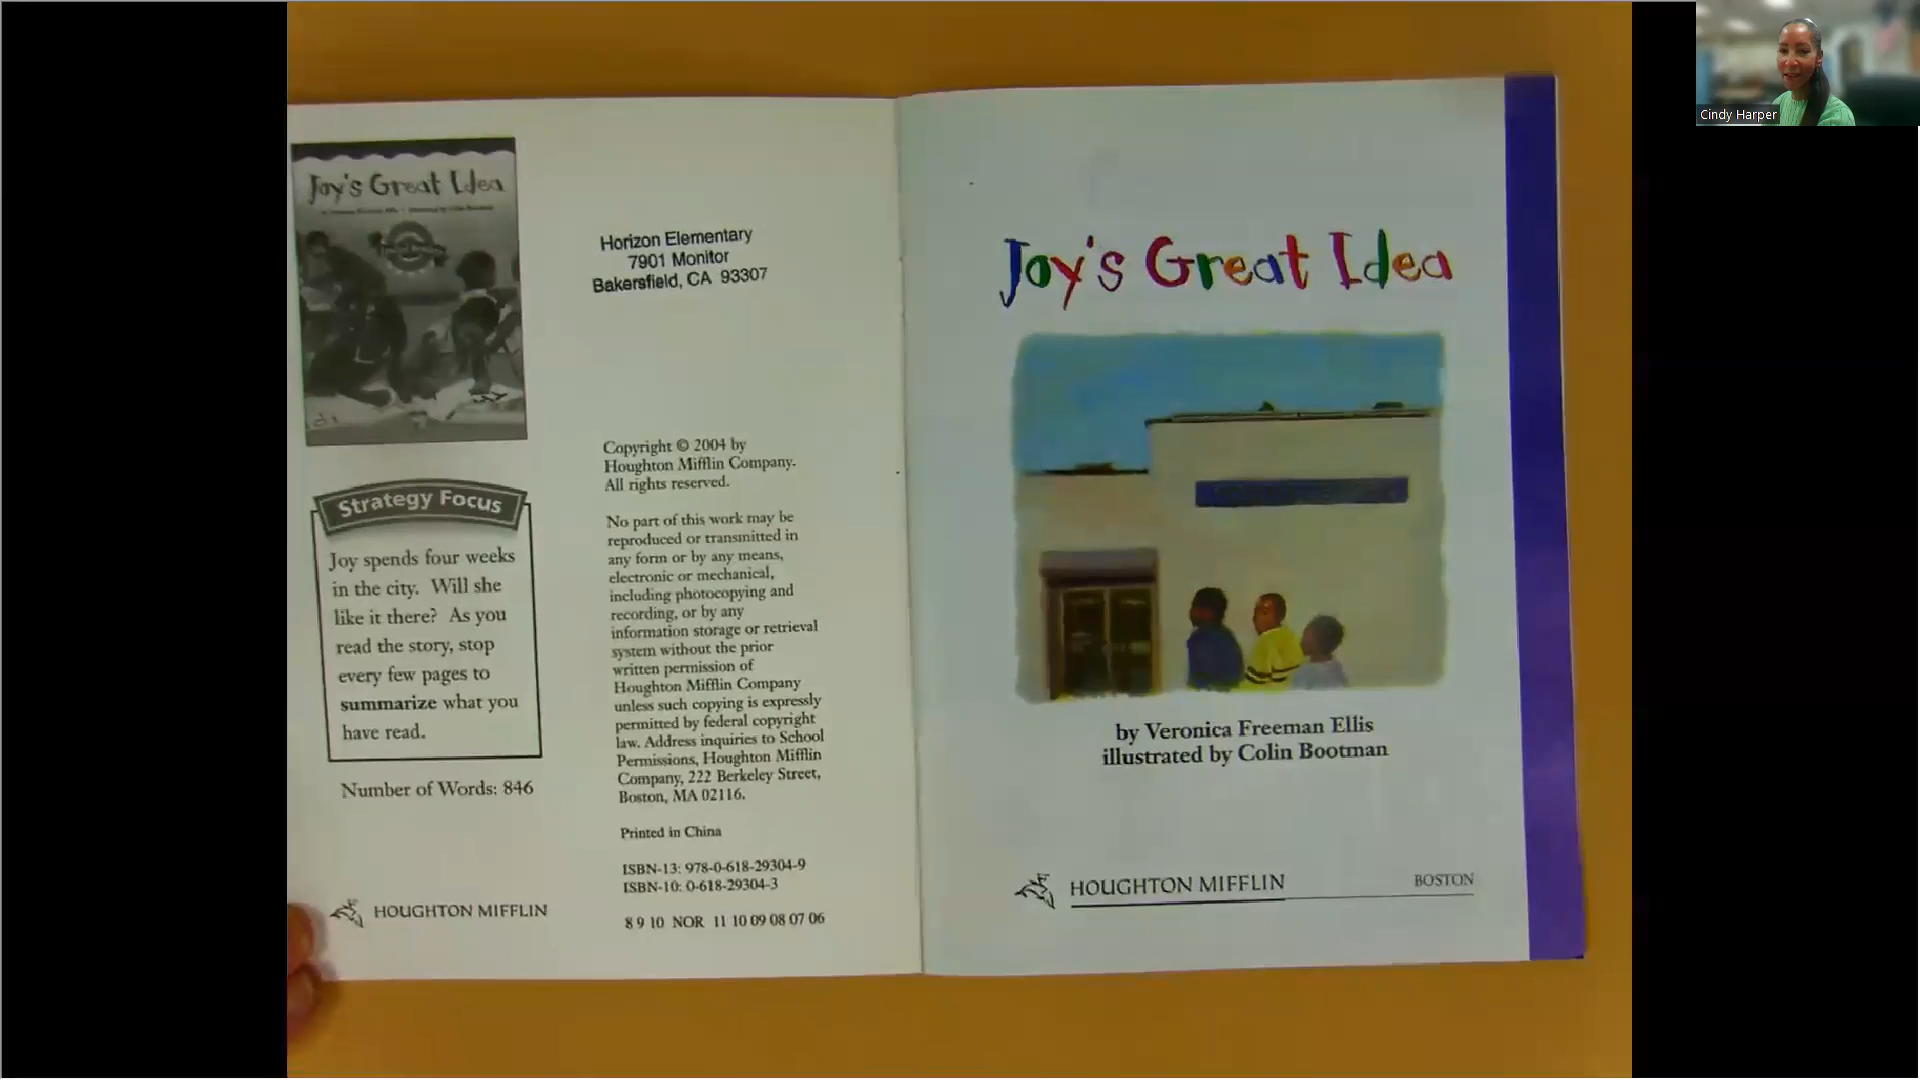 Joy's Great Idea
Strategy Focus
Joy spends four weeks
in the city. Will she
like it there? As you
read the story, stop
every few pages to
summarize what you
have read.
Number of Words: 846
HOUGHTON MIFFLIN
Horizon Elementary
7901 Monitor
Bakersfield, CA 93307
Copyright © 2004 by
Houghton Mifflin Company.
All rights reserved.
No part of this work may be
reproduced or transmitted in
any form or by any means,
electronic or mechanical,
including photocopying and
recording, or by any
information storage or retrieval
system without the prior
written permission of
Houghton Mifflin Company
unless such copying is expressly
permitted by federal copyright
law. Address inquiries to School
Permissions, Houghton Mifflin
Company, 222 Berkeley Street,
Boston, MA 02116.
Printed in China
ISBN-13: 978-0-618-29304-9
ISBN-10: 0-618-29304-3
8 9 10 NOR 11 10 09 08 07 06
Joy's Great Idea
by Veronica Freeman Ellis
illustrated by Colin Bootman
HOUGHTON MIFFLIN
BOSTON
Cindy Harper